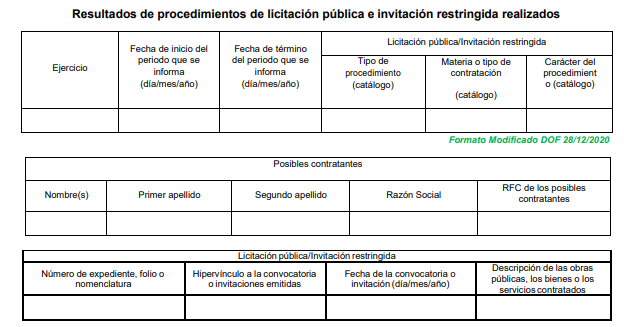 Resultados de procedimientos de licitación pública e invitación restringida realizados
Licitación pública/Invitación restringida
Ejercicio
Fecha de inicio del
periodo que se
informa
(día/mes/año)
Fecha de término
del periodo que se
informa
(día/mes/año)
Tipo de
procedimiento
(catálogo)
Materia o tipo de
contratación
(catálogo)
Carácter del
procedimient
o (catálogo)
Formato Modificado DOF 28/12/2020
Posibles contratantes
Nombre(s)
Primer apellido
Segundo apellido
Razón Social
RFC de los posibles
contratantes
Licitación pública/Invitación restringida
Número de expediente, folio o
nomenclatura
Hipervínculo a la convocatoria
o invitaciones emitidas
Fecha de la convocatoria o
invitación (día/mes/año)
Descripción de las obras
públicas, los bienes o los
servicios contratados